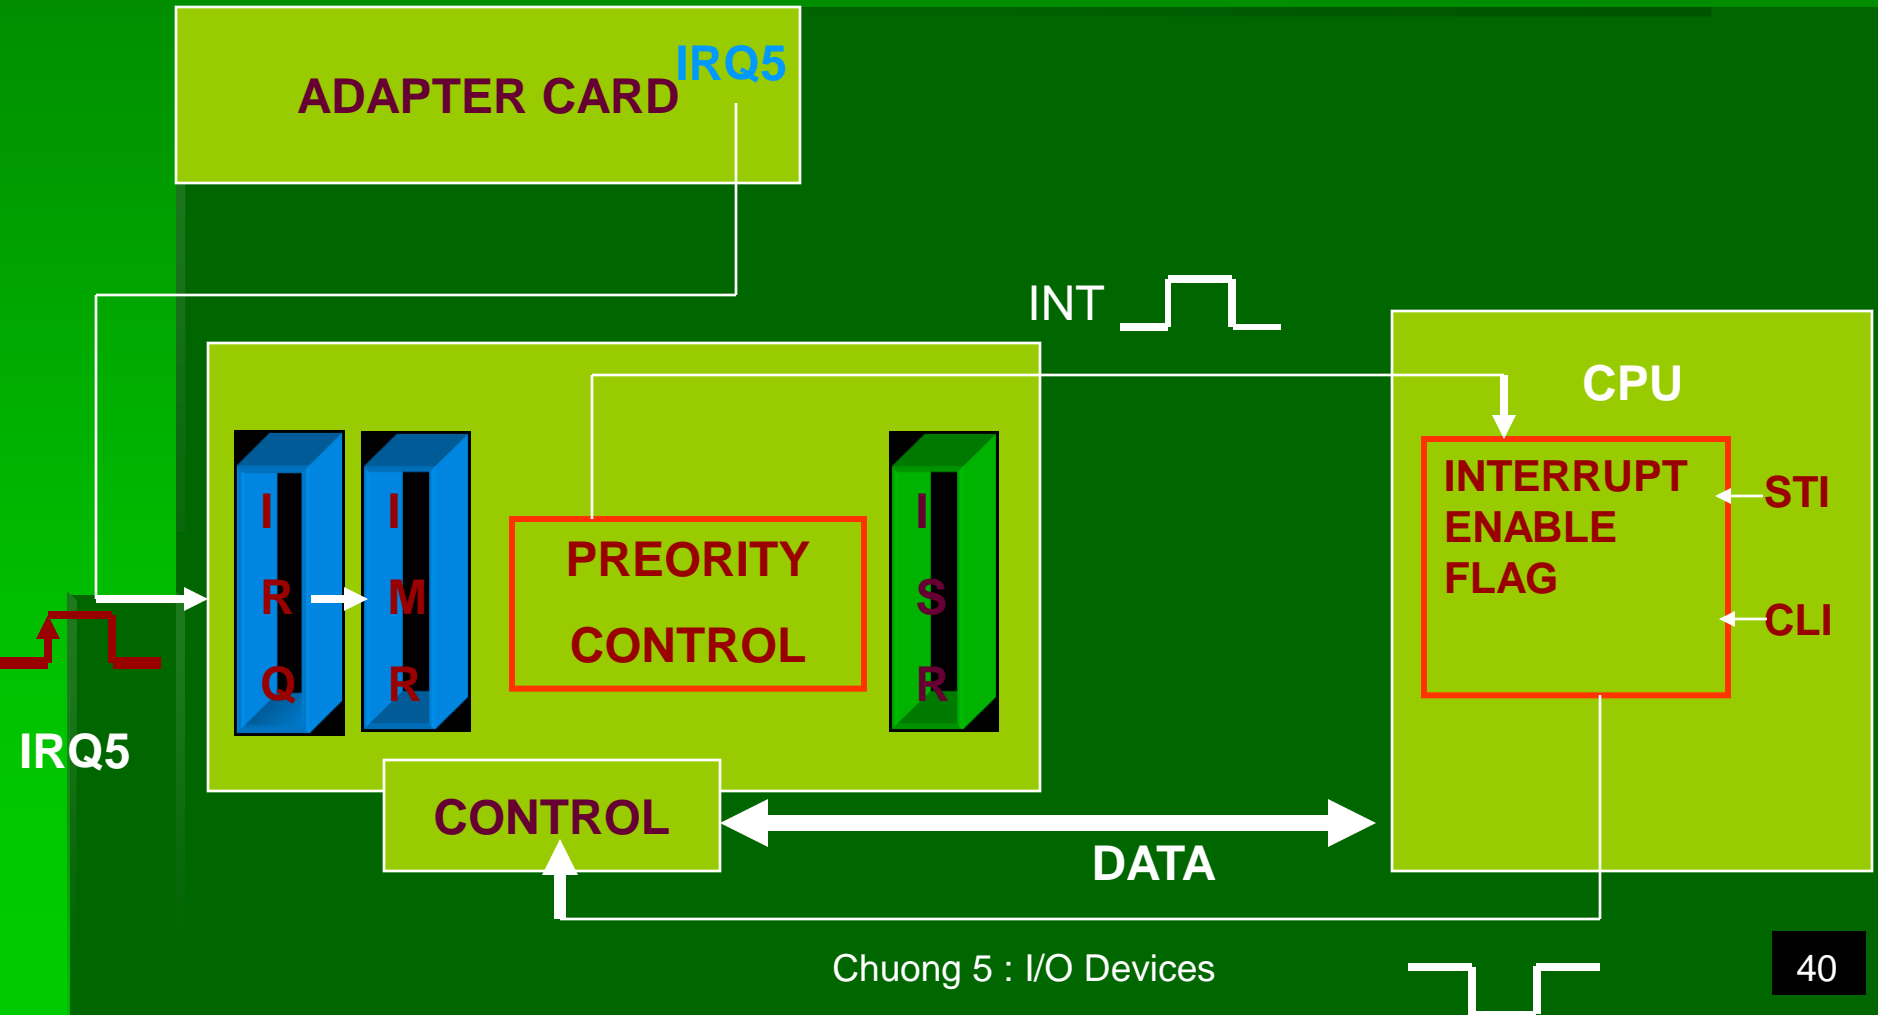 IRQ5
ADAPTER CARD
INT
CPU
INTERRUPT
ENABLE
FLAG
STI
CLI
I
R
Q
I
M
R
PREORITY
CONTROL
I
S
R
IRQ5
CONTROL
DATA
Chuong 5 : I/O Devices
40